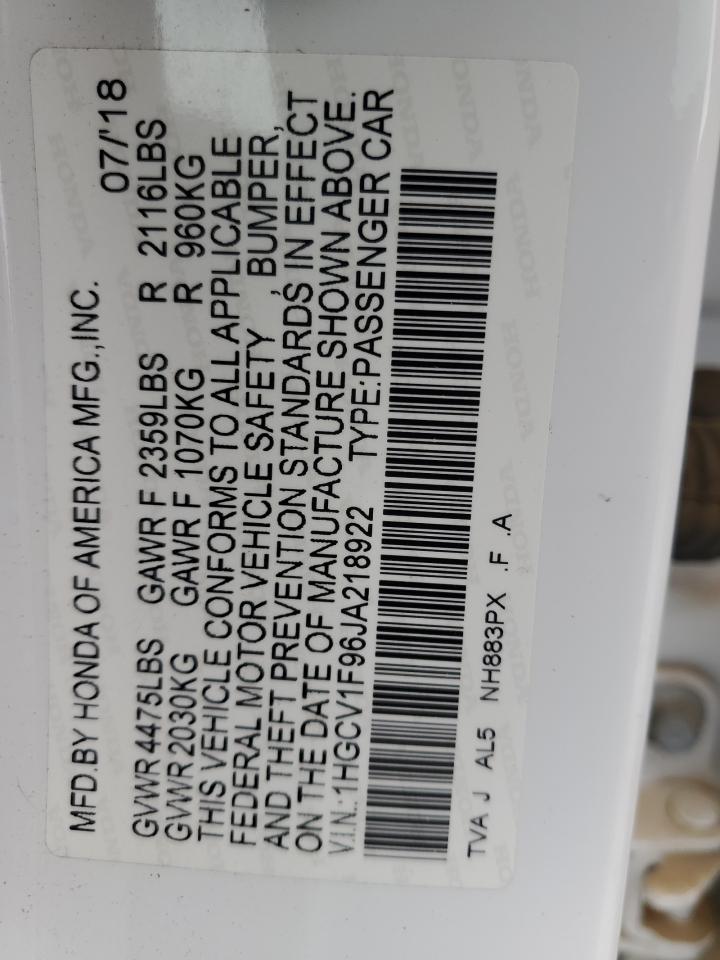 MFD.BY HONDA OF AMERICA MFG.,INC. 07/'18
GVWR 4475LBS GAWR F 2359LBS R 2116LBS
GVWR 2030KG GAWR F 1070KG R 960KG
THIS VEHICLE CONFORMS TO ALL APPLICABLE
FEDERAL MOTOR VEHICLE SAFETY , BUMPER,
AND THEFT PREVENTION STANDARDS IN EFFECT
ON THE DATE OF MANUFACTURE SHOWN ABOVE.
V.I.N.:1HGCV1F96JA218922 TYPE:PASSENGER CAR
TVA J AL5 NH883PX .F .A